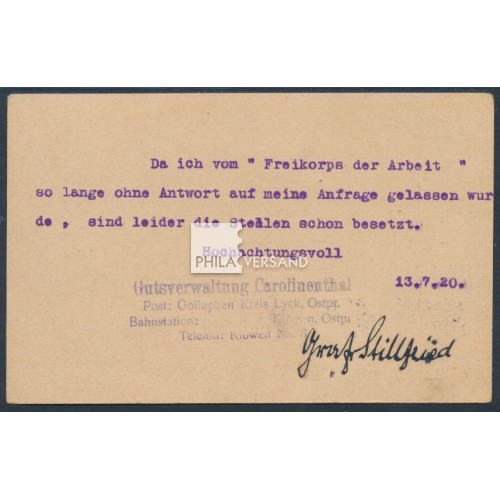 Da ich vom " Freikorps der Arbeit "
so lange ohne Antwort auf meine Anfrage gelassen wur
de , sind leider die Stellen schon besetzt.
Hochachtungsvoll
PHILA VERSAND
Gutsverwaltung Carolinenthal
13.7.20.
Post: Gollupken Kreis Lyck, Ostpr.
Bahnstation: Ostpr
Telefon: Klowen
Graf Stillfried